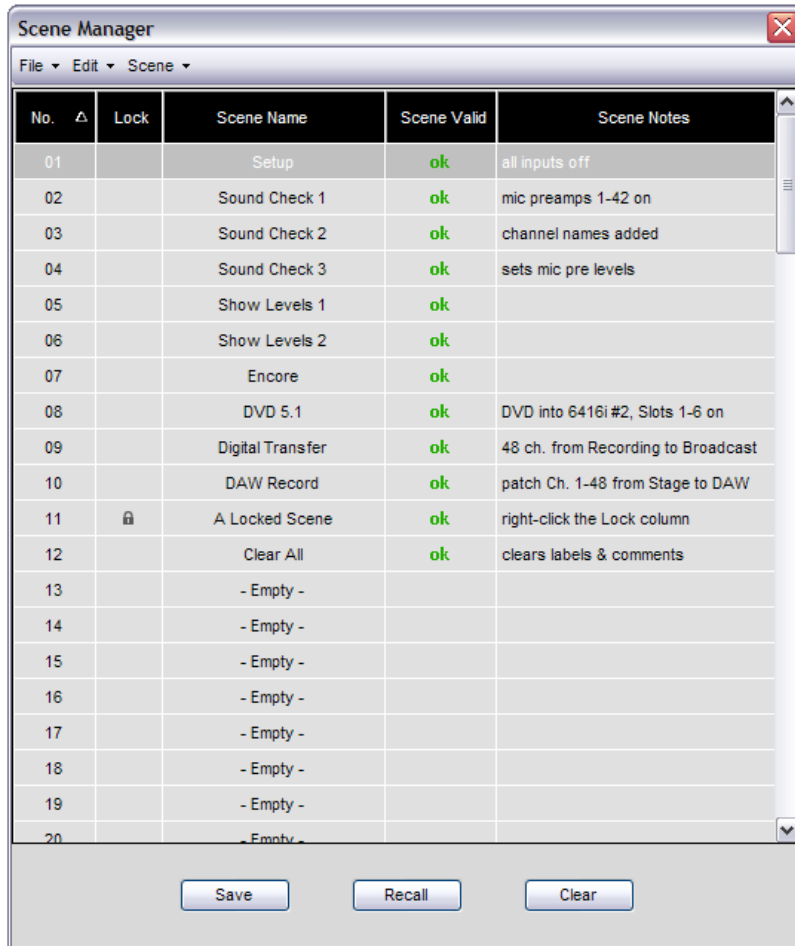 Scene Manager
File Edit Scene
No. Lock Scene Name Scene Valid Scene Notes
01 Setup ok all inputs off
02 Sound Check 1 ok mic preamps 1-42 on
03 Sound Check 2 ok channel names added
04 Sound Check 3 ok sets mic pre levels
05 Show Levels 1 ok
06 Show Levels 2 ok
07 Encore ok
08 DVD 5.1 ok DVD into 6416i #2, Slots 1-6 on
09 Digital Transfer ok 48 ch. from Recording to Broadcast
10 DAW Record ok patch Ch. 1-48 from Stage to DAW
11 A Locked Scene ok right-click the Lock column
12 Clear All ok clears labels & comments
13 - Empty -
14 - Empty -
15 - Empty -
16 - Empty -
17 - Empty -
18 - Empty -
19 - Empty -
20 - Empty -
Save Recall Clear